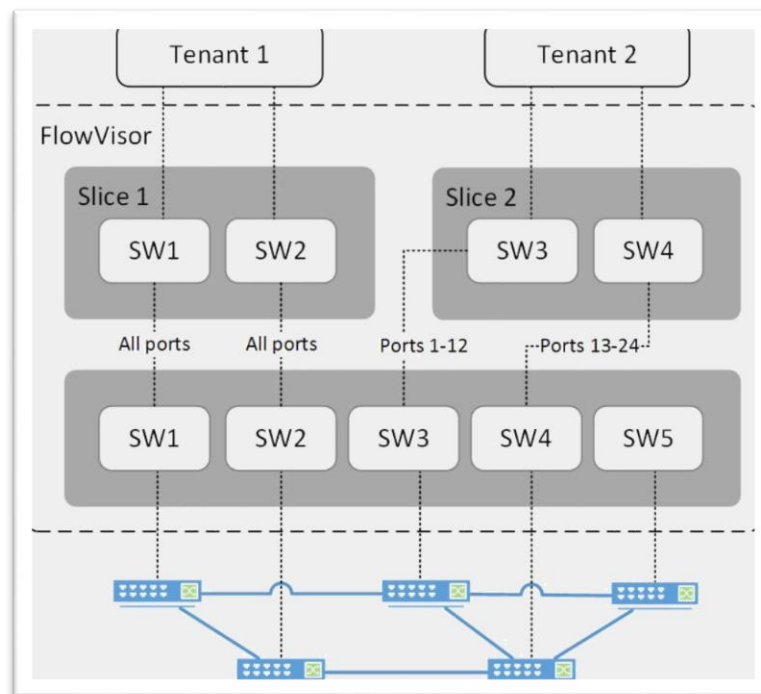 Tenant 1
Tenant 2
FlowVisor
Slice 1
Slice 2
SW1
SW2
SW3
SW4
All ports
All ports
Ports 1-12
Ports 13-24
SW1
SW2
SW3
SW4
SW5